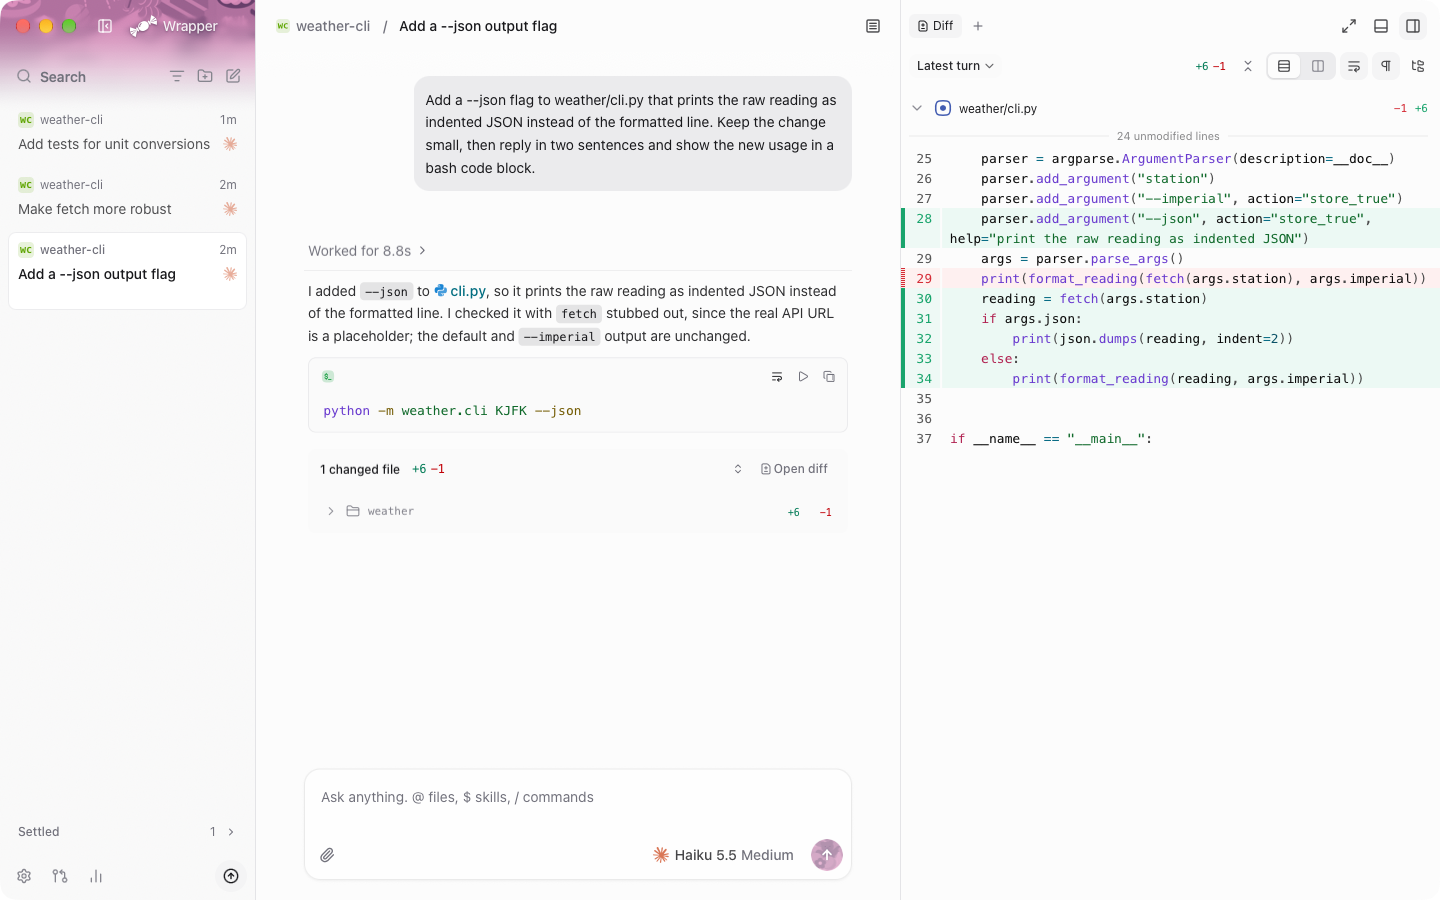 Wrapper
Search
WC weather-cli 1m
Add tests for unit conversions
WC weather-cli 2m
Make fetch more robust
WC weather-cli 2m
Add a --json output flag
Settled 1
WC weather-cli / Add a --json output flag
Add a --json flag to weather/cli.py that prints the raw reading as
indented JSON instead of the formatted line. Keep the change
small, then reply in two sentences and show the new usage in a
bash code block.
Worked for 8.8s
I added --json to cli.py, so it prints the raw reading as indented JSON instead
of the formatted line. I checked it with fetch stubbed out, since the real API URL
is a placeholder; the default and --imperial output are unchanged.
$_
python -m weather.cli KJFK --json
1 changed file +6 −1
Open diff
weather +6 −1
Ask anything. @ files, $ skills, / commands
Haiku 5.5 Medium
Diff
Latest turn +6 −1
weather/cli.py −1 +6
24 unmodified lines
25 parser = argparse.ArgumentParser(description=__doc__)
26 parser.add_argument("station")
27 parser.add_argument("--imperial", action="store_true")
28 parser.add_argument("--json", action="store_true",
help="print the raw reading as indented JSON")
29 args = parser.parse_args()
29 print(format_reading(fetch(args.station), args.imperial))
30 reading = fetch(args.station)
31 if args.json:
32 print(json.dumps(reading, indent=2))
33 else:
34 print(format_reading(reading, args.imperial))
35
36
37 if __name__ == "__main__":